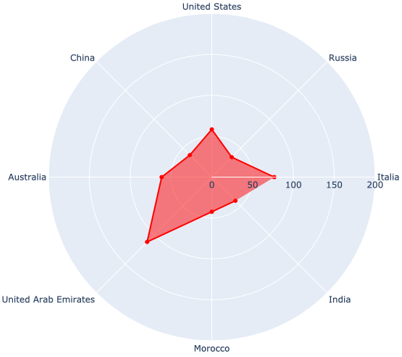 United States
China
Russia
Australia
Italia
0
50
100
150
200
United Arab Emirates
India
Morocco